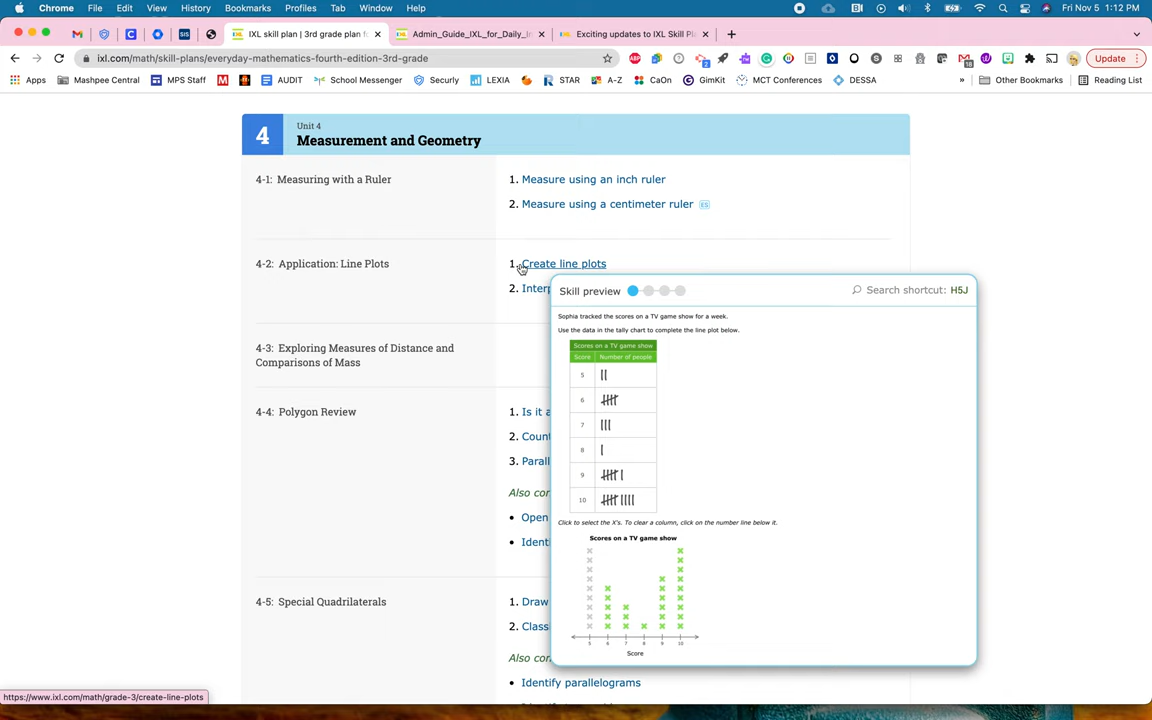 Chrome File Edit View History Bookmarks Profiles Tab Window Help Fri Nov 5 1:12 PM
IXL skill plan | 3rd grade plan f
Admin_Guide_IXL_for_Daily_In
Exciting updates to IXL Skill Pl
ixl.com/math/skill-plans/everyday-mathematics-fourth-edition-3rd-grade
Update
Apps Mashpee Central MPS Staff AUDIT School Messenger Securly LEXIA STAR A-Z CaOn GimKit MCT Conferences DESSA » Other Bookmarks Reading List
4
Unit 4
Measurement and Geometry
4-1: Measuring with a Ruler
1. Measure using an inch ruler
2. Measure using a centimeter ruler ES
4-2: Application: Line Plots
1. Create line plots
2. Interp
Skill preview
Search shortcut: H5J
Sophia tracked the scores on a TV game show for a week.
Use the data in the tally chart to complete the line plot below.
Scores on a TV game show
Score Number of people
5
6
7
8
9
10
Click to select the X's. To clear a column, click on the number line below it.
Scores on a TV game show
5 6 7 8 9 10
Score
4-3: Exploring Measures of Distance and
Comparisons of Mass
4-4: Polygon Review
1. Is it a
2. Count
3. Parall
Also con
• Open
• Identi
4-5: Special Quadrilaterals
1. Draw
2. Class
Also con
• Identify parallelograms
https://www.ixl.com/math/grade-3/create-line-plots